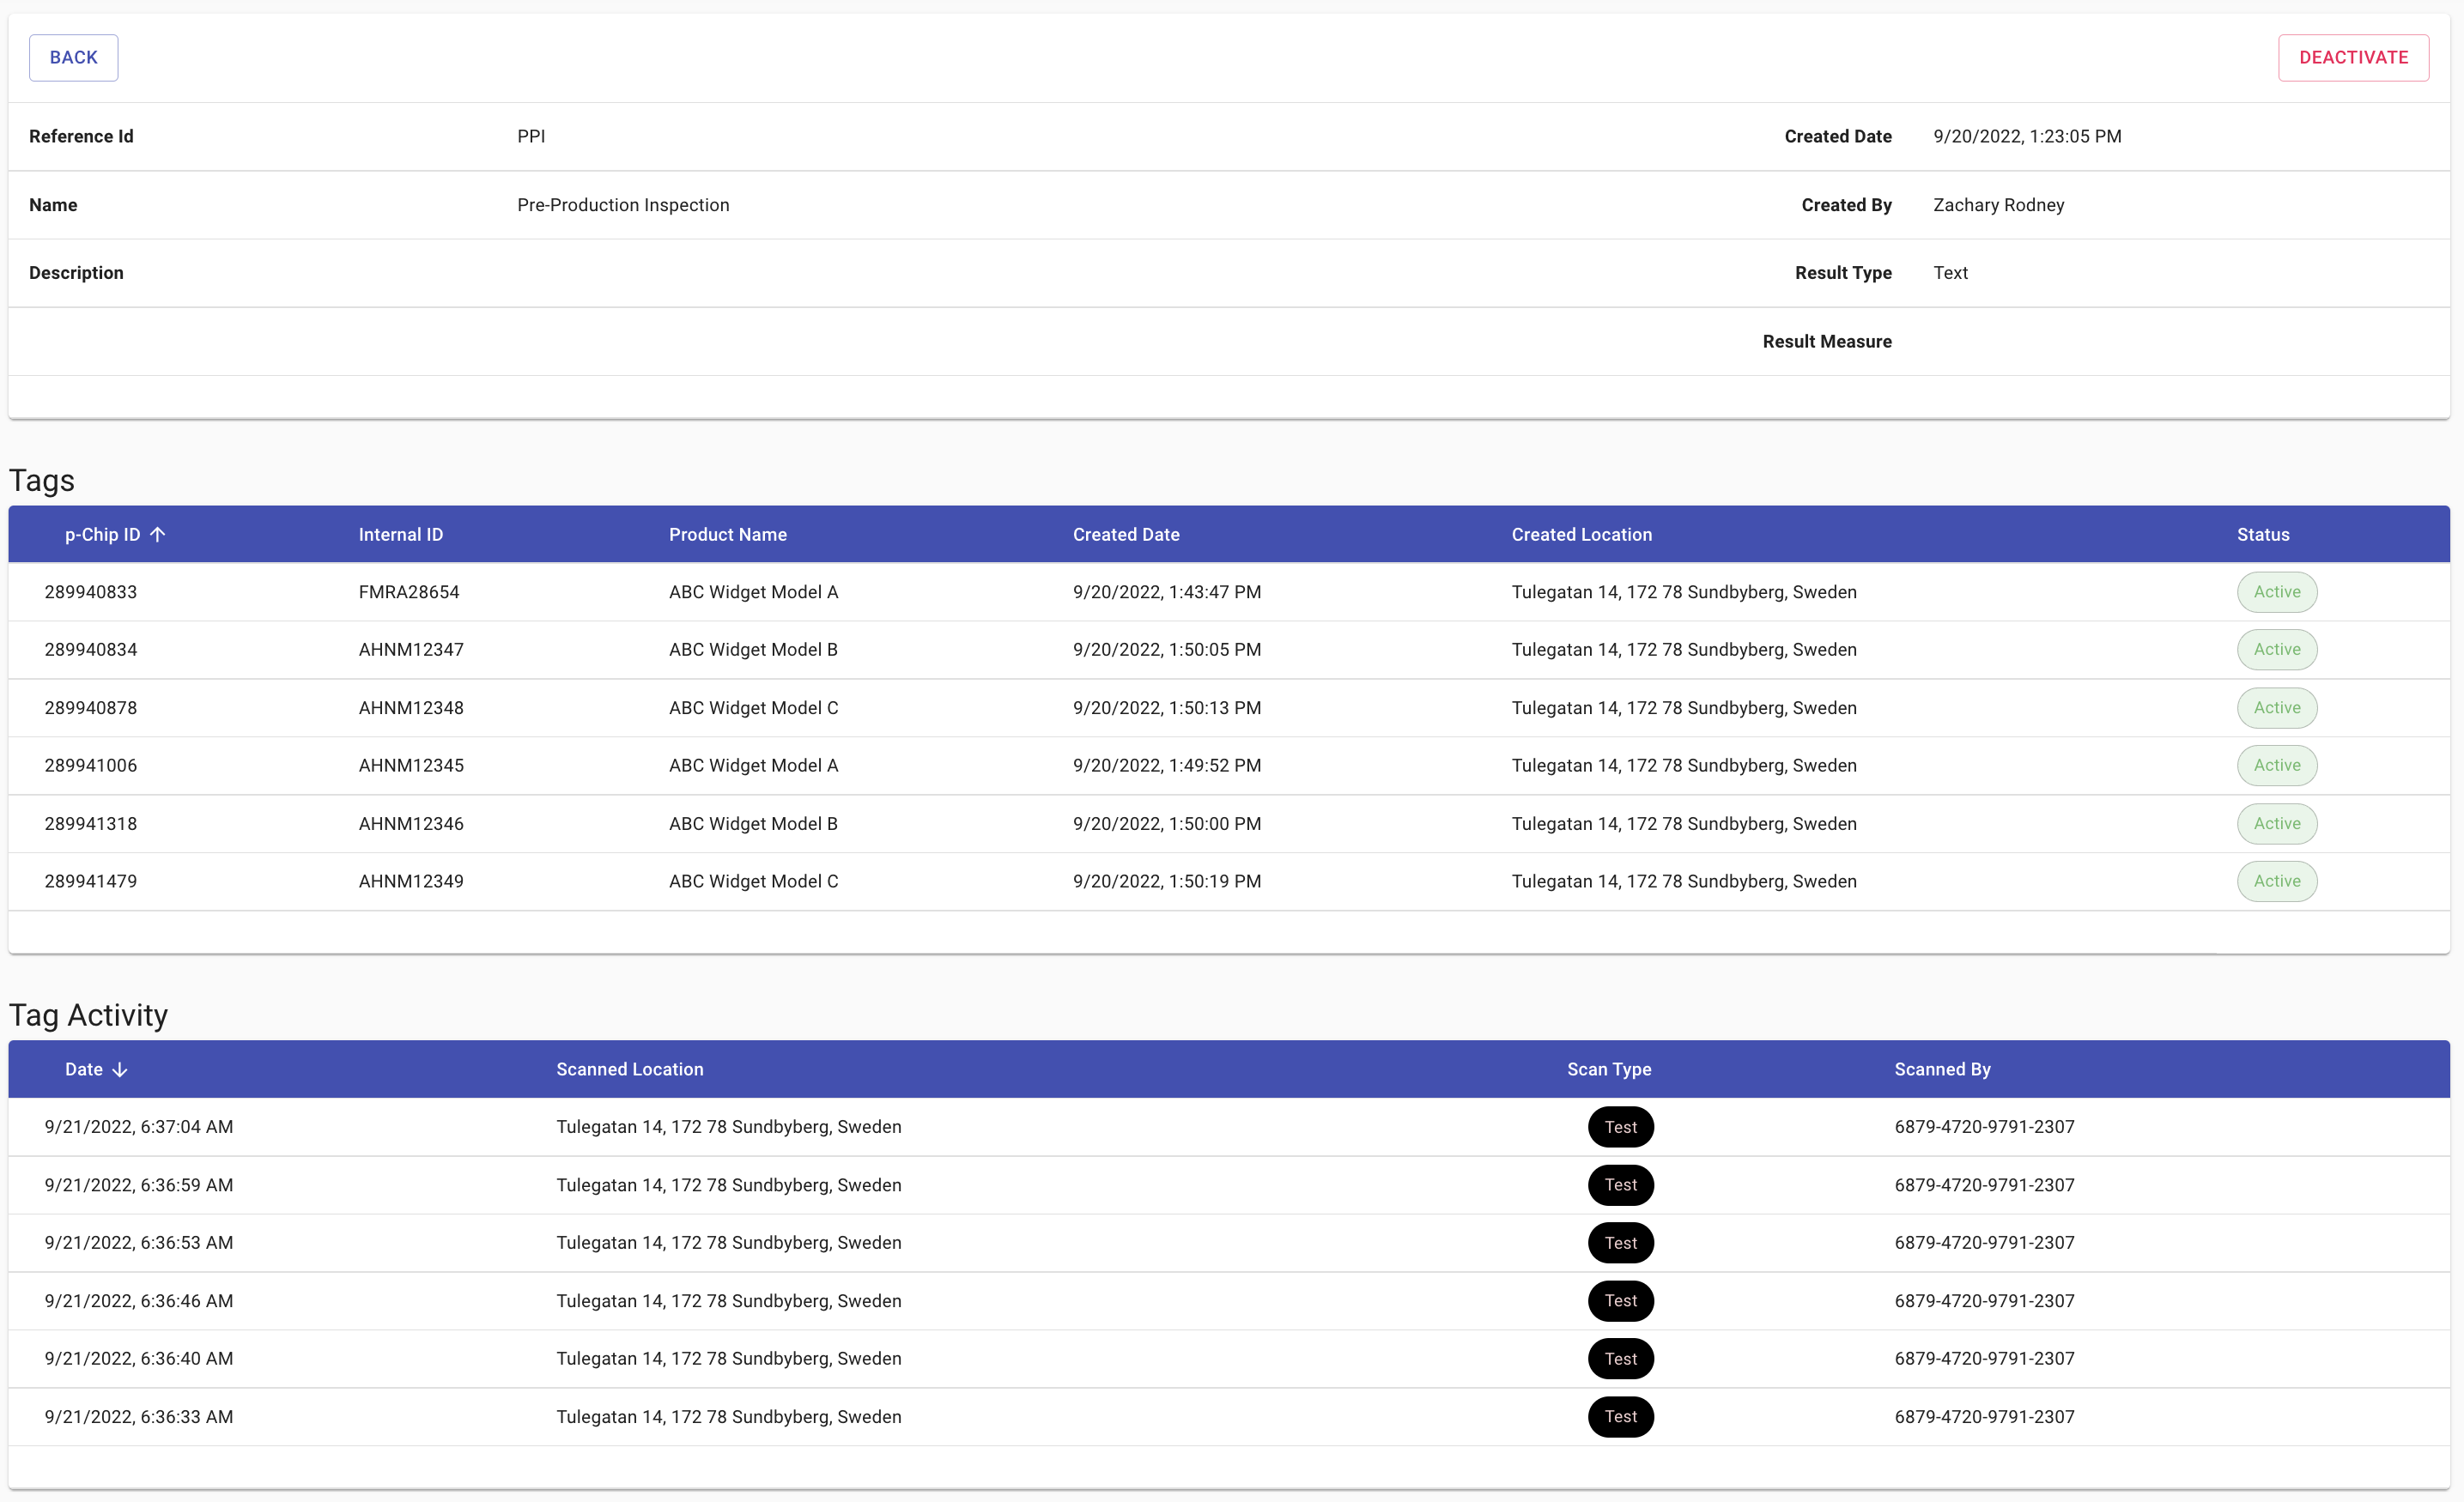 BACK DEACTIVATE
Reference Id PPI Created Date 9/20/2022, 1:23:05 PM
Name Pre-Production Inspection Created By Zachary Rodney
Description Result Type Text
Result Measure
Tags
p-Chip ID Internal ID Product Name Created Date Created Location Status
289940833 FMRA28654 ABC Widget Model A 9/20/2022, 1:43:47 PM Tulegatan 14, 172 78 Sundbyberg, Sweden Active
289940834 AHNM12347 ABC Widget Model B 9/20/2022, 1:50:05 PM Tulegatan 14, 172 78 Sundbyberg, Sweden Active
289940878 AHNM12348 ABC Widget Model C 9/20/2022, 1:50:13 PM Tulegatan 14, 172 78 Sundbyberg, Sweden Active
289941006 AHNM12345 ABC Widget Model A 9/20/2022, 1:49:52 PM Tulegatan 14, 172 78 Sundbyberg, Sweden Active
289941318 AHNM12346 ABC Widget Model B 9/20/2022, 1:50:00 PM Tulegatan 14, 172 78 Sundbyberg, Sweden Active
289941479 AHNM12349 ABC Widget Model C 9/20/2022, 1:50:19 PM Tulegatan 14, 172 78 Sundbyberg, Sweden Active
Tag Activity
Date Scanned Location Scan Type Scanned By
9/21/2022, 6:37:04 AM Tulegatan 14, 172 78 Sundbyberg, Sweden Test 6879-4720-9791-2307
9/21/2022, 6:36:59 AM Tulegatan 14, 172 78 Sundbyberg, Sweden Test 6879-4720-9791-2307
9/21/2022, 6:36:53 AM Tulegatan 14, 172 78 Sundbyberg, Sweden Test 6879-4720-9791-2307
9/21/2022, 6:36:46 AM Tulegatan 14, 172 78 Sundbyberg, Sweden Test 6879-4720-9791-2307
9/21/2022, 6:36:40 AM Tulegatan 14, 172 78 Sundbyberg, Sweden Test 6879-4720-9791-2307
9/21/2022, 6:36:33 AM Tulegatan 14, 172 78 Sundbyberg, Sweden Test 6879-4720-9791-2307